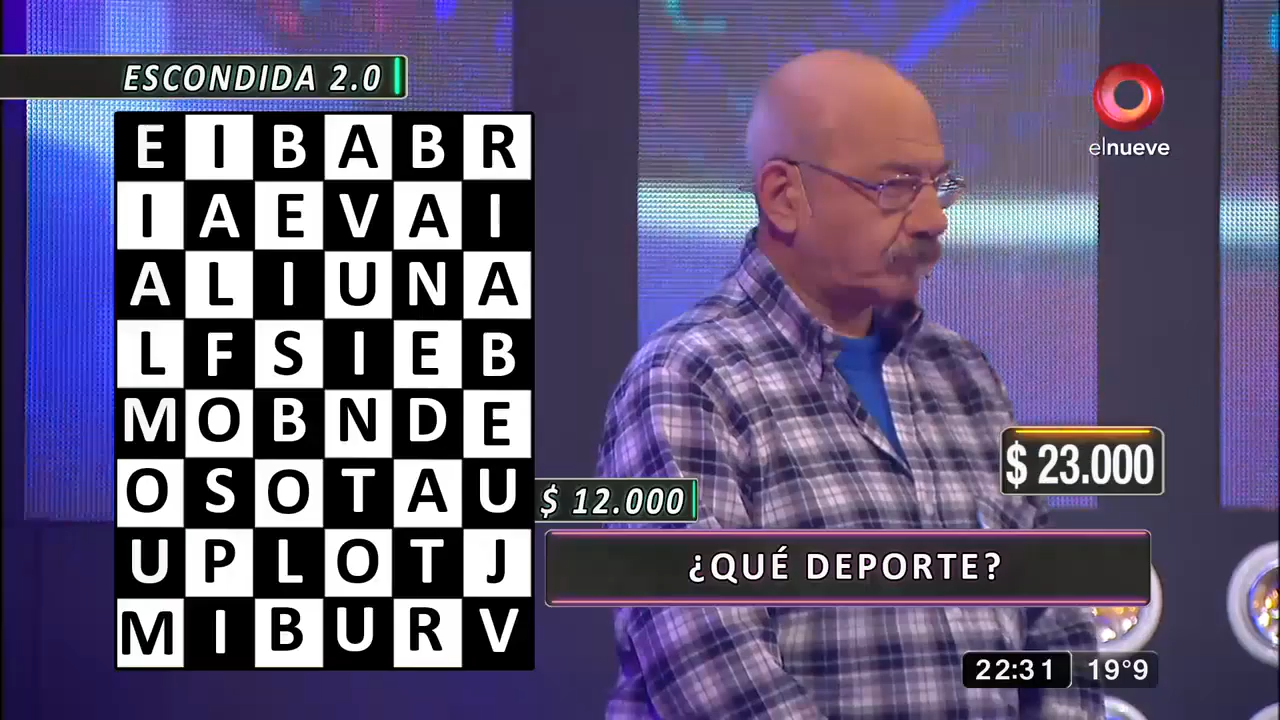 ESCONDIDA 2.0
E I B A B R
I A E V A I
A L I U N A
L F S I E B
M O B N D E
O S O T A U
U P L O T J
M I B U R V
elnueve
$ 23.000
$ 12.000
¿QUÉ DEPORTE?
22:31 19°9